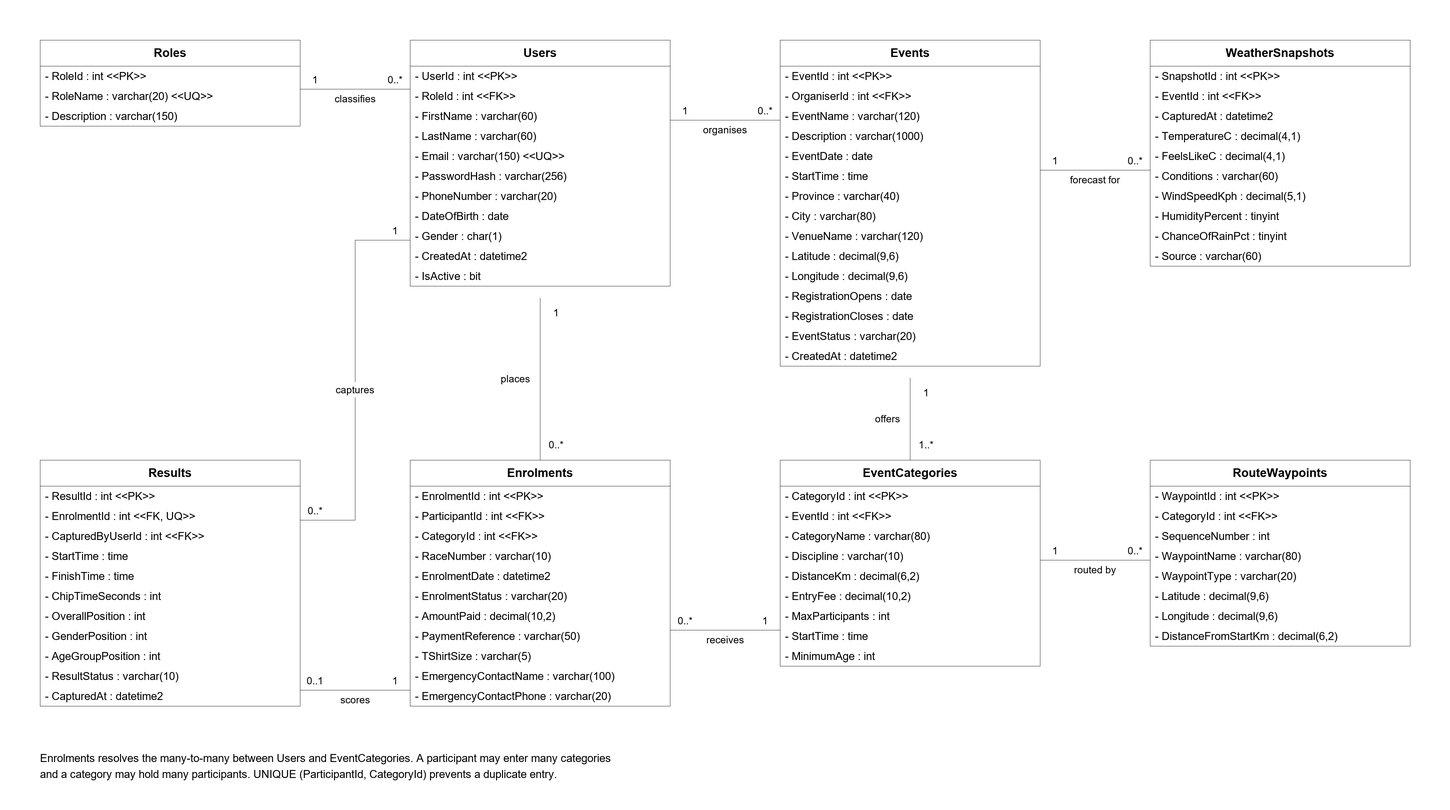 Roles
- RoleId : int <<PK>>
- RoleName : varchar(20) <<UQ>>
- Description : varchar(150)
1
0..*
classifies
Users
- UserId : int <<PK>>
- RoleId : int <<FK>>
- FirstName : varchar(60)
- LastName : varchar(60)
- Email : varchar(150) <<UQ>>
- PasswordHash : varchar(256)
- PhoneNumber : varchar(20)
- DateOfBirth : date
- Gender : char(1)
- CreatedAt : datetime2
- IsActive : bit
1
0..*
organises
Events
- EventId : int <<PK>>
- OrganiserId : int <<FK>>
- EventName : varchar(120)
- Description : varchar(1000)
- EventDate : date
- StartTime : time
- Province : varchar(40)
- City : varchar(80)
- VenueName : varchar(120)
- Latitude : decimal(9,6)
- Longitude : decimal(9,6)
- RegistrationOpens : date
- RegistrationCloses : date
- EventStatus : varchar(20)
- CreatedAt : datetime2
1
0..*
forecast for
WeatherSnapshots
- SnapshotId : int <<PK>>
- EventId : int <<FK>>
- CapturedAt : datetime2
- TemperatureC : decimal(4,1)
- FeelsLikeC : decimal(4,1)
- Conditions : varchar(60)
- WindSpeedKph : decimal(5,1)
- HumidityPercent : tinyint
- ChanceOfRainPct : tinyint
- Source : varchar(60)
1
captures
0..*
1
places
0..*
1
offers
1..*
Results
- ResultId : int <<PK>>
- EnrolmentId : int <<FK, UQ>>
- CapturedByUserId : int <<FK>>
- StartTime : time
- FinishTime : time
- ChipTimeSeconds : int
- OverallPosition : int
- GenderPosition : int
- AgeGroupPosition : int
- ResultStatus : varchar(10)
- CapturedAt : datetime2
0..1
1
scores
Enrolments
- EnrolmentId : int <<PK>>
- ParticipantId : int <<FK>>
- CategoryId : int <<FK>>
- RaceNumber : varchar(10)
- EnrolmentDate : datetime2
- EnrolmentStatus : varchar(20)
- AmountPaid : decimal(10,2)
- PaymentReference : varchar(50)
- TShirtSize : varchar(5)
- EmergencyContactName : varchar(100)
- EmergencyContactPhone : varchar(20)
0..*
1
receives
EventCategories
- CategoryId : int <<PK>>
- EventId : int <<FK>>
- CategoryName : varchar(80)
- Discipline : varchar(10)
- DistanceKm : decimal(6,2)
- EntryFee : decimal(10,2)
- MaxParticipants : int
- StartTime : time
- MinimumAge : int
1
0..*
routed by
RouteWaypoints
- WaypointId : int <<PK>>
- CategoryId : int <<FK>>
- SequenceNumber : int
- WaypointName : varchar(80)
- WaypointType : varchar(20)
- Latitude : decimal(9,6)
- Longitude : decimal(9,6)
- DistanceFromStartKm : decimal(6,2)
Enrolments resolves the many-to-many between Users and EventCategories. A participant may enter many categories
and a category may hold many participants. UNIQUE (ParticipantId, CategoryId) prevents a duplicate entry.